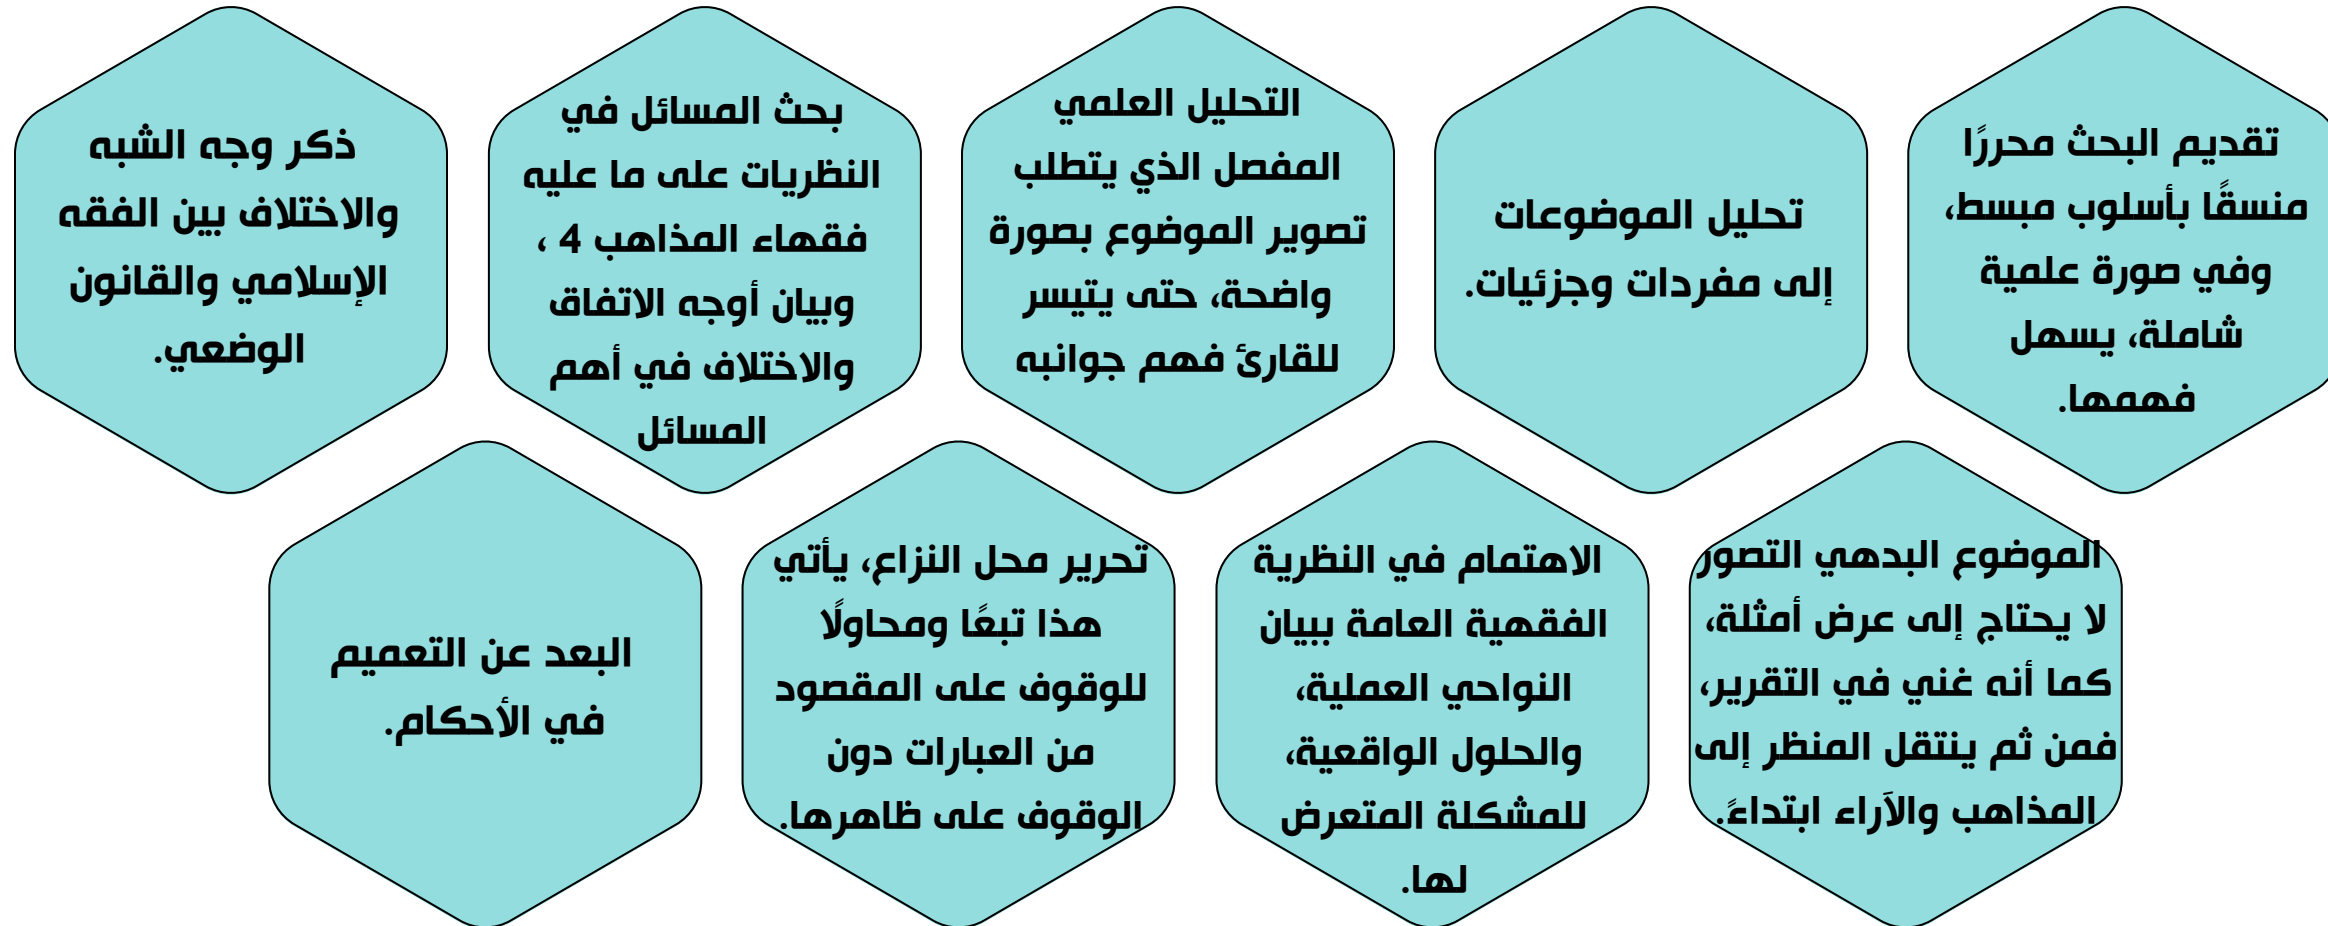 تقديم البحث محررًا
منسقًا بأسلوب مبسط،
وفي صورة علمية
شاملة، يسهل
فهمها.
تحليل الموضوعات
إلى مفردات وجزئيات.
التحليل العلمي
المفصل الذي يتطلب
تصوير الموضوع بصورة
واضحة، حتى يتيسر
للقارئ فهم جوانبه
بحث المسائل في
النظريات على ما عليه
فقهاء المذاهب 4 ،
وبيان أوجه الاتفاق
والاختلاف في أهم
المسائل
ذكر وجه الشبه
والاختلاف بين الفقه
الإسلامي والقانون
الوضعي.
الموضوع البدهي التصور
لا يحتاج إلى عرض أمثلة،
كما أنه غني في التقرير،
فمن ثم ينتقل المنظر إلى
المذاهب والآراء ابتداءً.
الاهتمام في النظرية
الفقهية العامة ببيان
النواحي العملية،
والحلول الواقعية،
للمشكلة المتعرض
لها.
تحرير محل النزاع، يأتي
هذا تبعًا ومحاولًا
للوقوف على المقصود
من العبارات دون
الوقوف على ظاهرها.
البعد عن التعميم
في الأحكام.